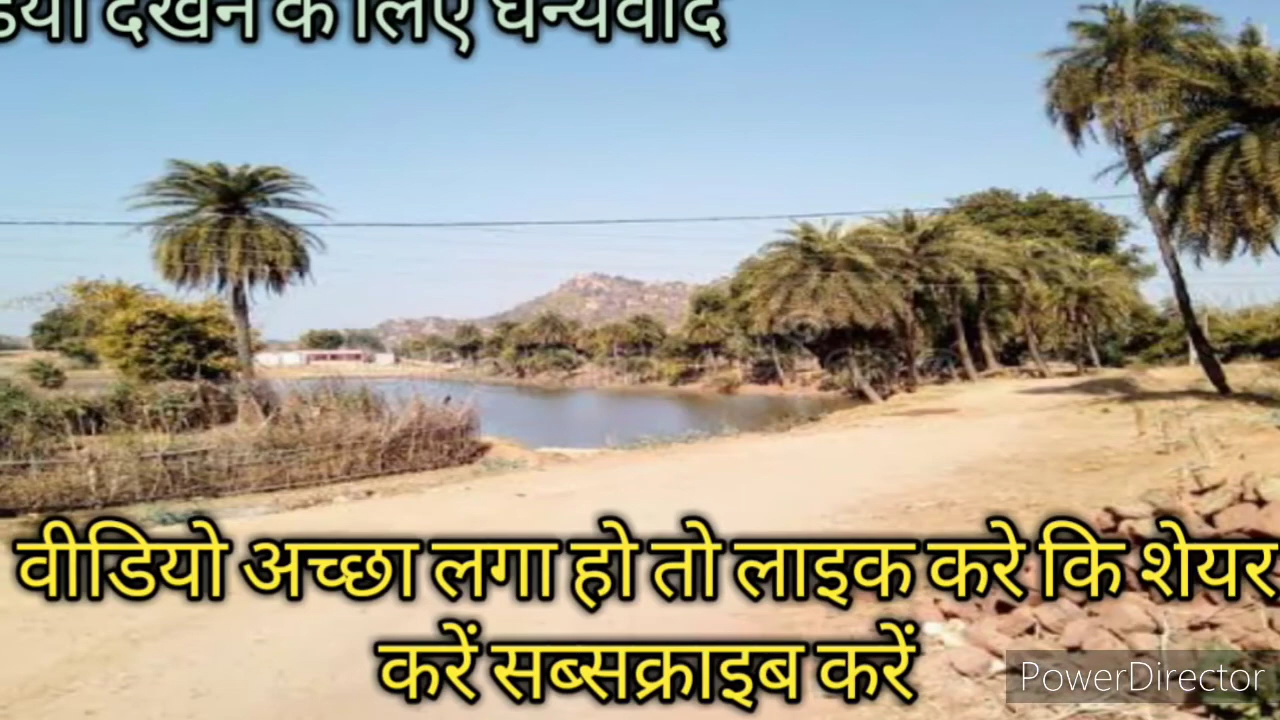 देखने के लिए धन्यवाद
वीडियो अच्छा लगा हो तो लाइक करे कि शेयर
करें सब्सक्राइब करें
PowerDirector